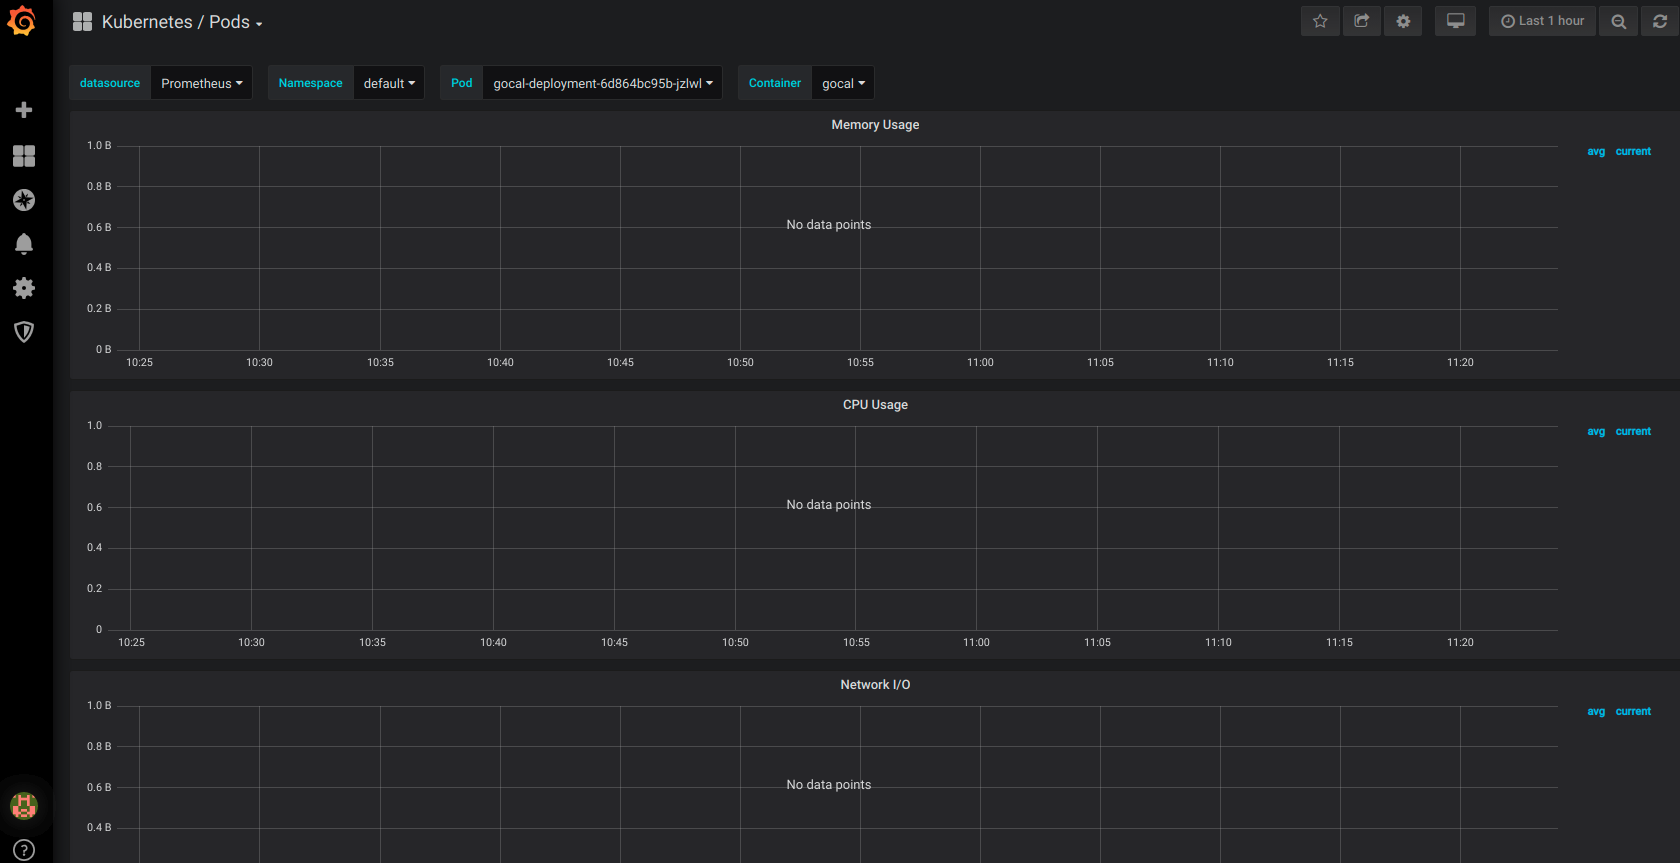 Kubernetes / Pods
Last 1 hour
datasource Prometheus Namespace default Pod gocal-deployment-6d864bc95b-jzlwl Container gocal
Memory Usage
avg current
1.0 B
0.8 B
No data points
0.6 B
0.4 B
0.2 B
0 B
10:25 10:30 10:35 10:40 10:45 10:50 10:55 11:00 11:05 11:10 11:15 11:20
CPU Usage
avg current
1.0
0.8
No data points
0.6
0.4
0.2
0
10:25 10:30 10:35 10:40 10:45 10:50 10:55 11:00 11:05 11:10 11:15 11:20
Network I/O
avg current
1.0 B
0.8 B
No data points
0.6 B
0.4 B
?